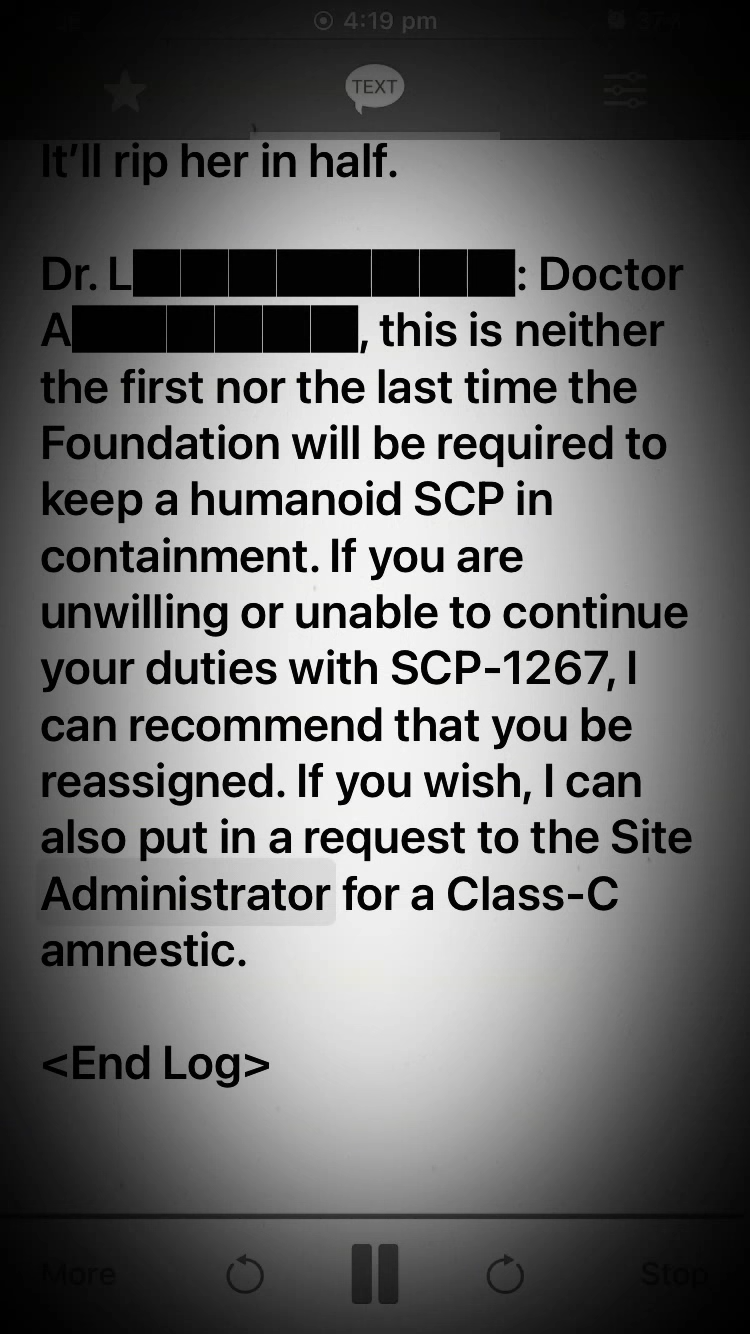 4:19 pm
TEXT
It’ll rip her in half.
Dr. L████████: Doctor
A██████, this is neither
the first nor the last time the
Foundation will be required to
keep a humanoid SCP in
containment. If you are
unwilling or unable to continue
your duties with SCP-1267, I
can recommend that you be
reassigned. If you wish, I can
also put in a request to the Site
Administrator for a Class-C
amnestic.
<End Log>
More
Stop